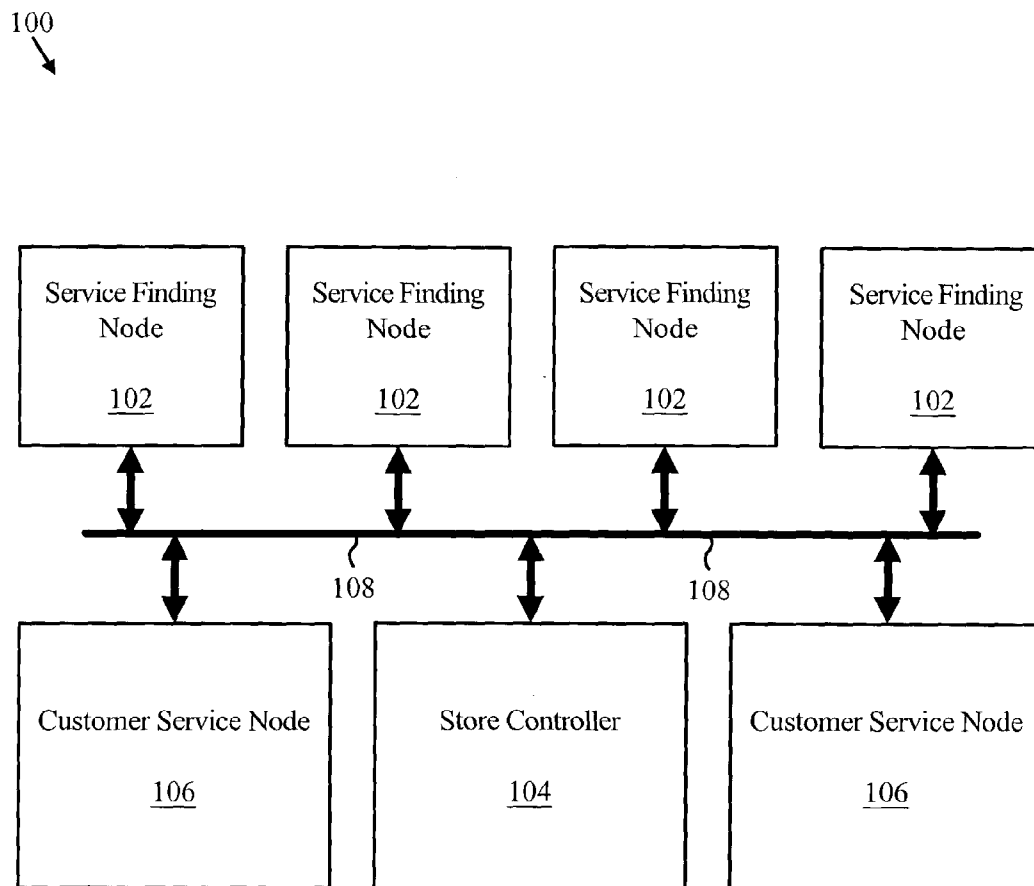 100
Service Finding
Node
102
Service Finding
Node
102
Service Finding
Node
102
Service Finding
Node
102
108
108
Customer Service Node
106
Store Controller
104
Customer Service Node
106